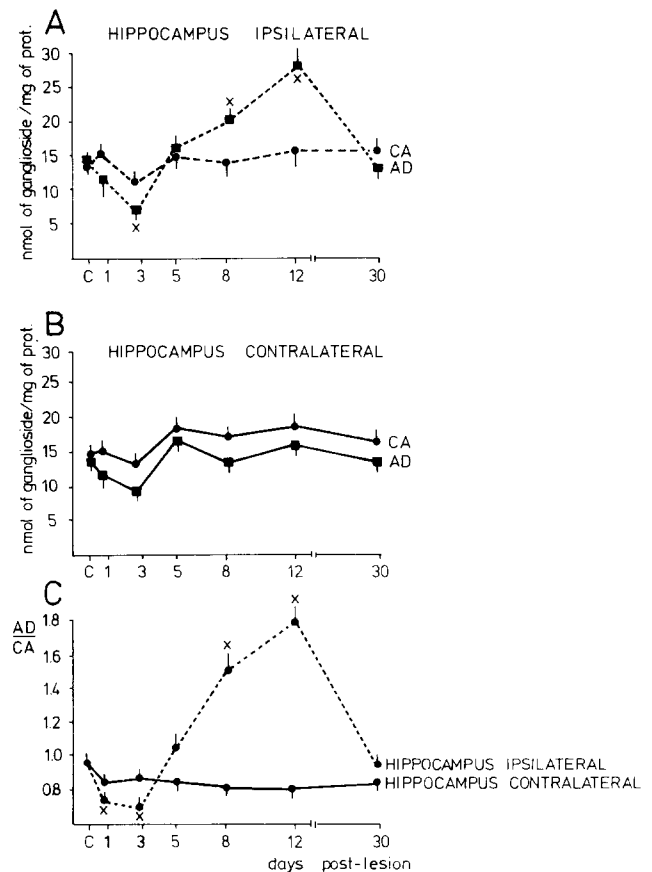 A
HIPPOCAMPUS IPSILATERAL
nmol of ganglioside/mg of prot.
30
25
20
15
10
5
x
x
x
CA
AD
C 1 3 5 8 12 30
B
HIPPOCAMPUS CONTRALATERAL
nmol of ganglioside/mg of prot.
30
25
20
15
10
5
CA
AD
C 1 3 5 8 12 30
C
AD
CA
1.8
1.6
1.4
1.2
1.0
0.8
x
x
x
x
HIPPOCAMPUS IPSILATERAL
HIPPOCAMPUS CONTRALATERAL
C 1 3 5 8 12 30
days post-lesion